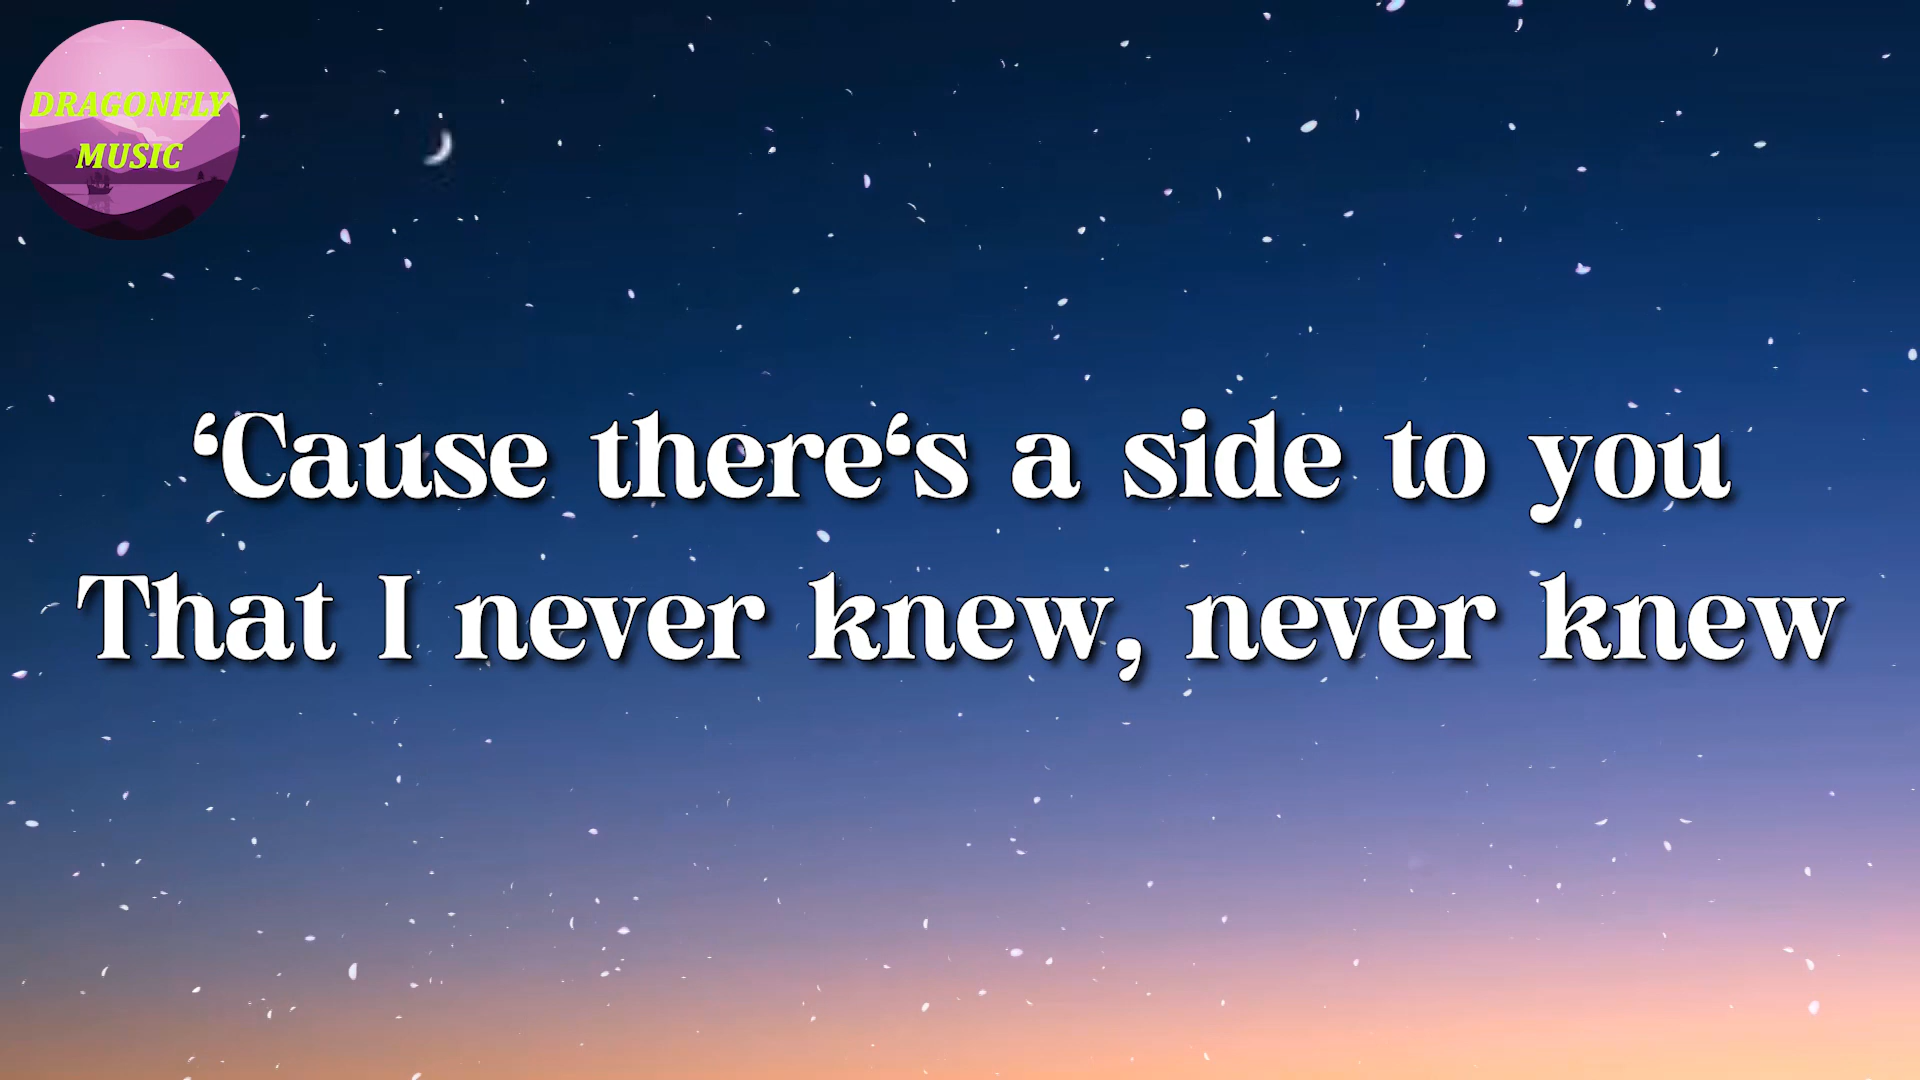 DRAGONFLY
MUSIC
‘Cause there‘s a side to you
That I never knew, never knew